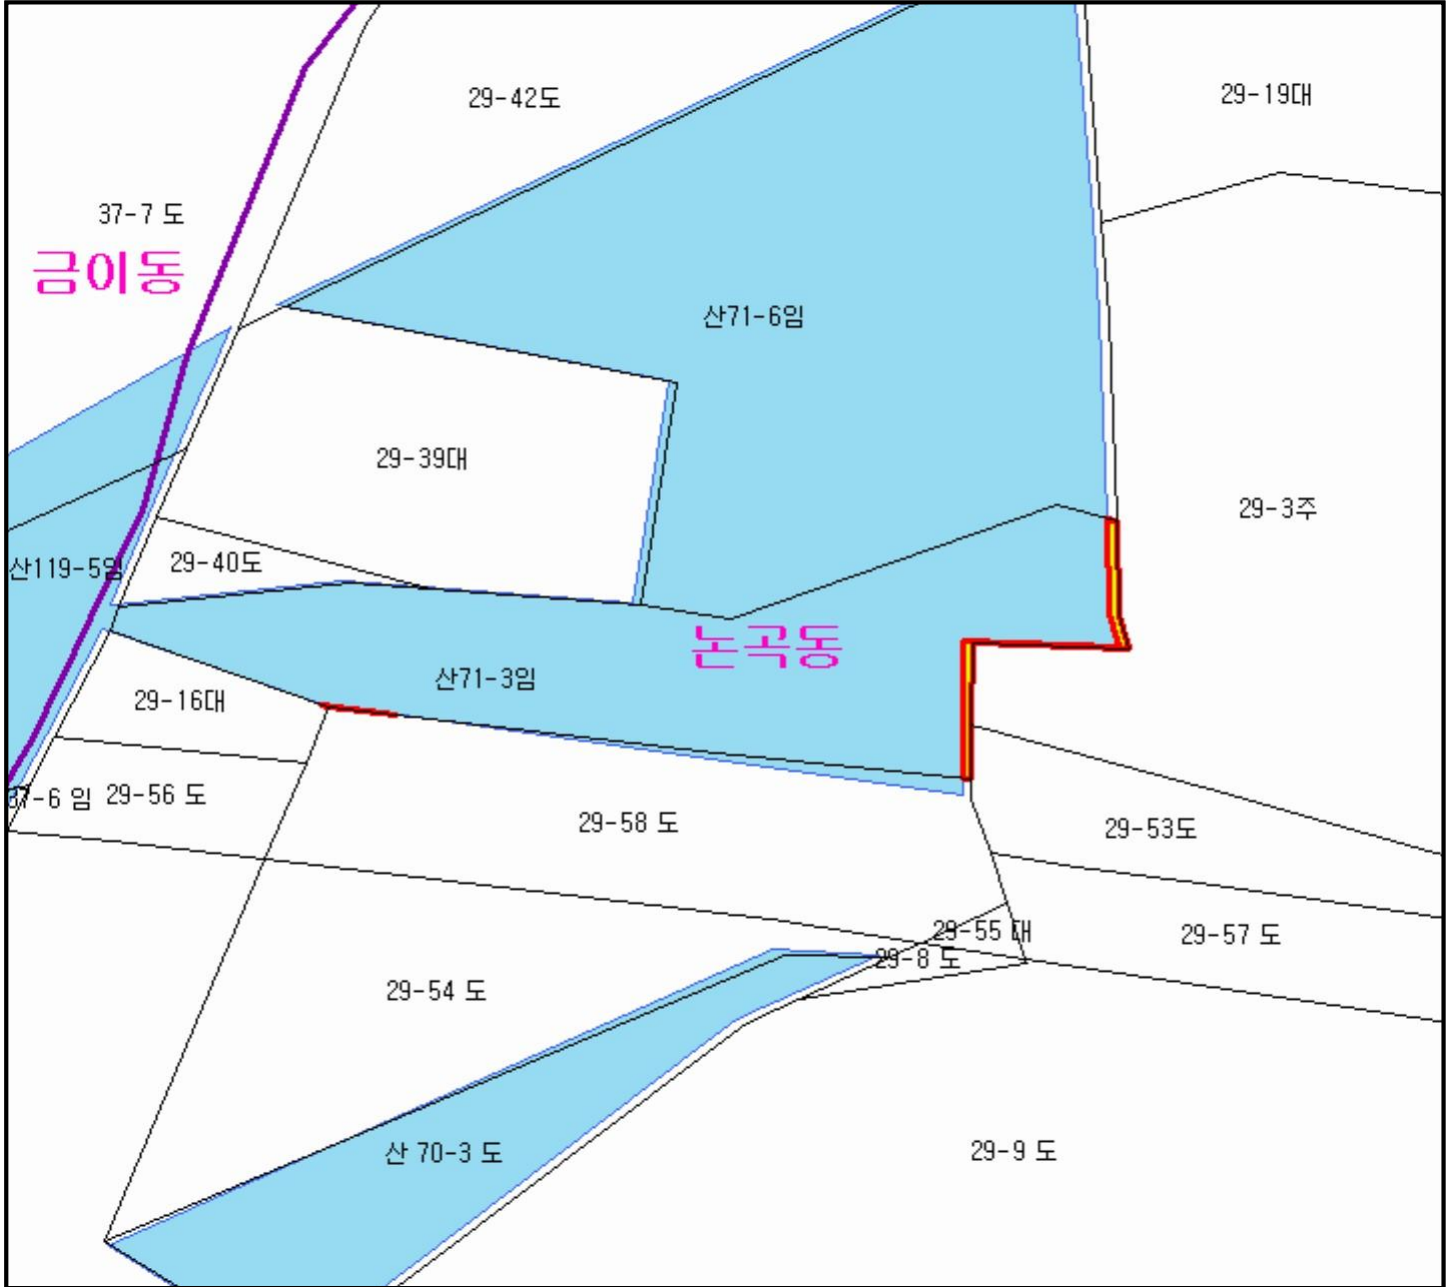 29-42도
29-19대
37-7 도
금이동
산71-6임
29-39대
29-3주
29-40도
산119-5임
논곡동
산71-3임
29-16대
37-6 임
29-56 도
29-58 도
29-53도
29-55 대
29-57 도
29-8 도
29-54 도
산 70-3 도
29-9 도